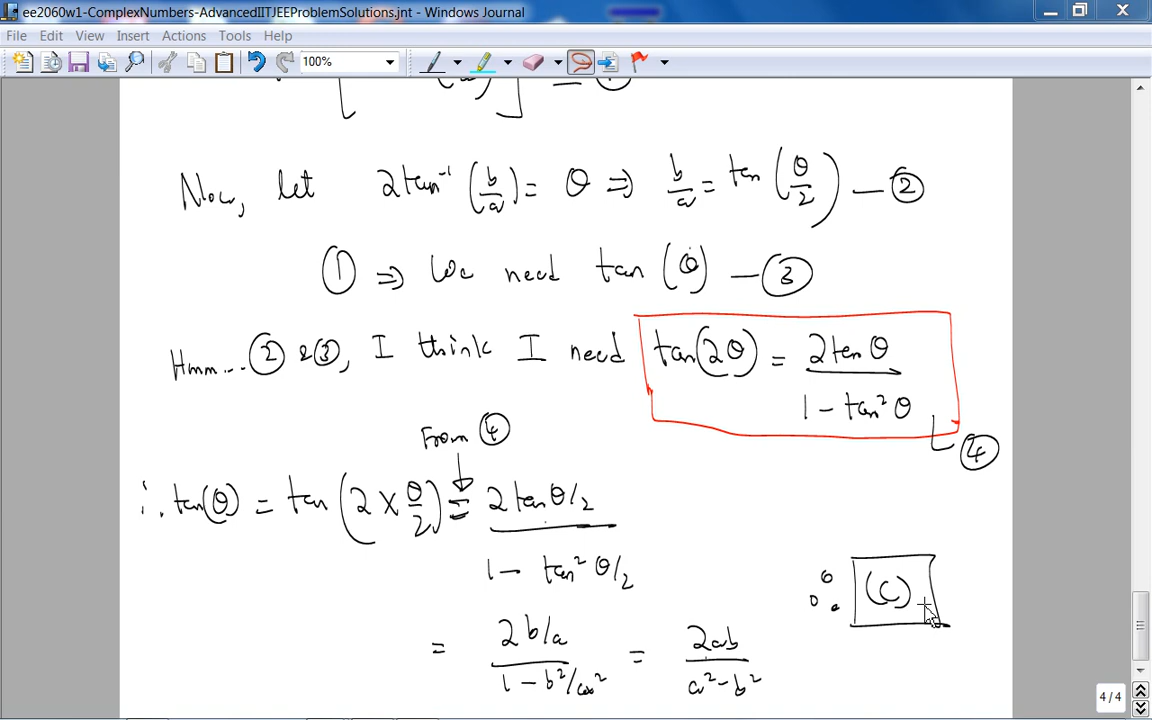 ee2060w1-ComplexNumbers-AdvancedIITJEEProblemSolutions.jnt - Windows Journal
File Edit View Insert Actions Tools Help
100%
Now, let 2tan⁻¹(b/a) = θ ⇒ b/a = tan(θ/2) — ②
① ⇒ We need tan(θ) — ③
Hmm... ② & ③, I think I need tan(2θ) = 2tanθ / 1 - tan²θ
④
From ④
∴ tan(θ) = tan(2 × θ/2) = 2tanθ/2 / 1 - tan²θ/2
= 2b/a / 1 - b²/a² = 2ab / a² - b²
∴ (C)
4/4